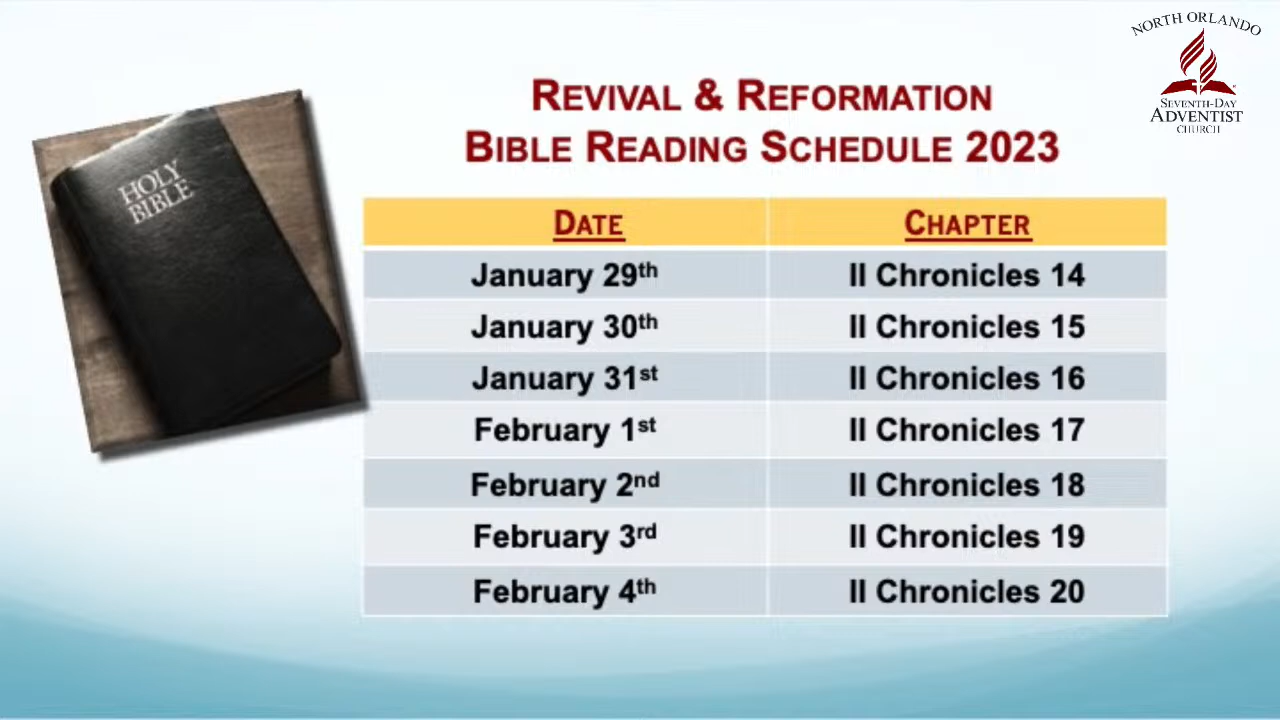 NORTH ORLANDO
SEVENTH-DAY
ADVENTIST
CHURCH
REVIVAL & REFORMATION
BIBLE READING SCHEDULE 2023
HOLY
BIBLE
DATE CHAPTER
January 29th II Chronicles 14
January 30th II Chronicles 15
January 31st II Chronicles 16
February 1st II Chronicles 17
February 2nd II Chronicles 18
February 3rd II Chronicles 19
February 4th II Chronicles 20